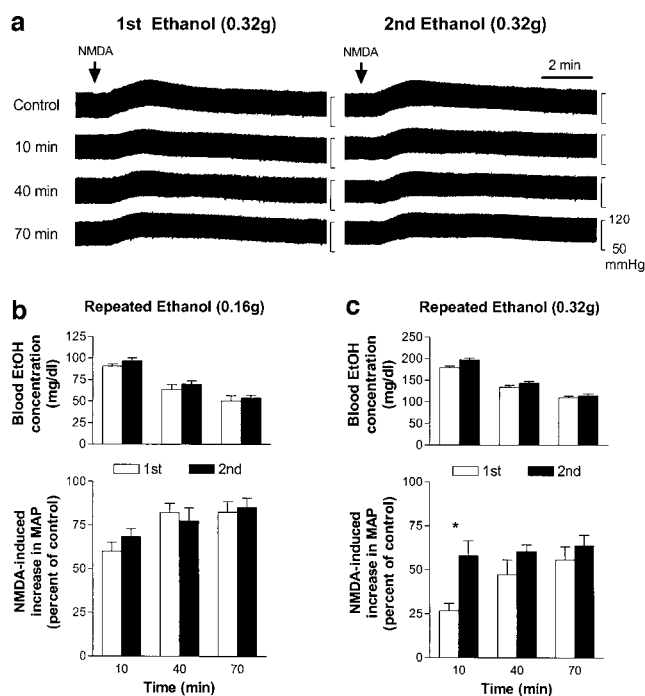 a
1st Ethanol (0.32g)
2nd Ethanol (0.32g)
NMDA
NMDA
2 min
Control
10 min
40 min
70 min
120
50
mmHg
b
Repeated Ethanol (0.16g)
Blood EtOH
concentration
(mg/dl)
125
100
75
50
25
0
1st
2nd
NMDA-induced
increase in MAP
(percent of control)
100
75
50
25
0
10
40
70
Time (min)
c
Repeated Ethanol (0.32g)
Blood EtOH
concentration
(mg/dl)
250
200
150
100
50
0
1st
2nd
NMDA-induced
increase in MAP
(percent of control)
100
75
50
25
0
*
10
40
70
Time (min)